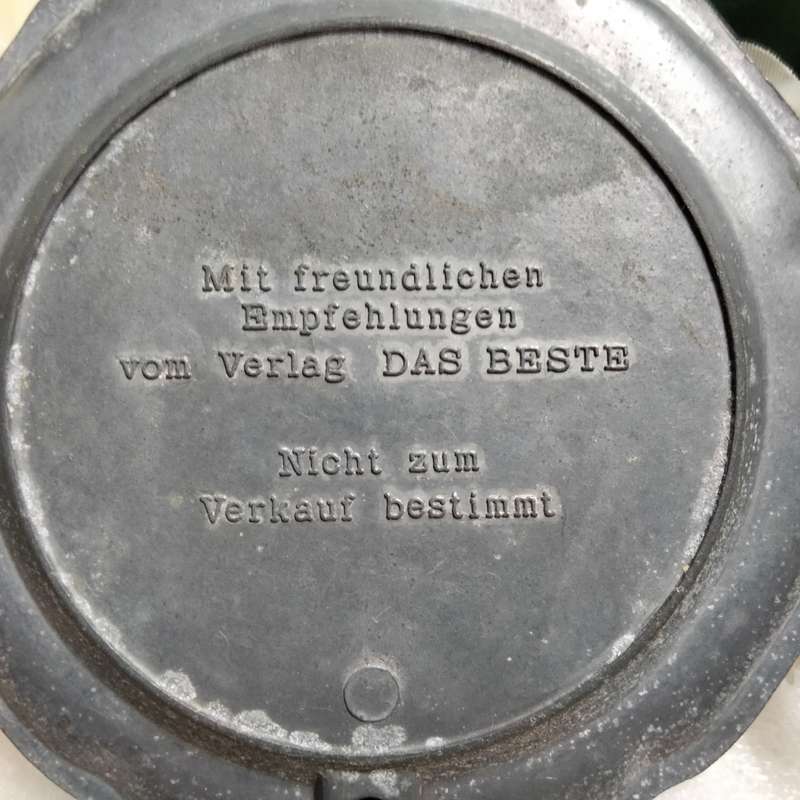 Mit freundlichen
Empfehlungen
vom Verlag DAS BESTE
Nicht zum
Verkauf bestimmt